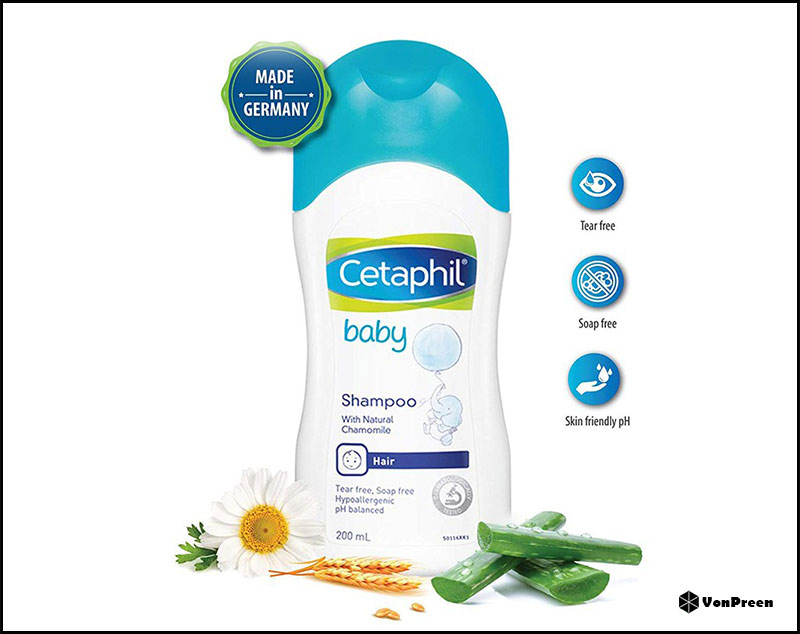 MADE
in
GERMANY
Cetaphil®
baby
Shampoo
With Natural
Chamomile
Hair
Tear free, Soap free
Hypoallergenic
pH balanced
200 mL
Tear free
Soap free
Skin friendly pH
VonPreen